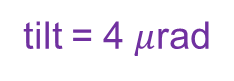 tilt = 4 μrad